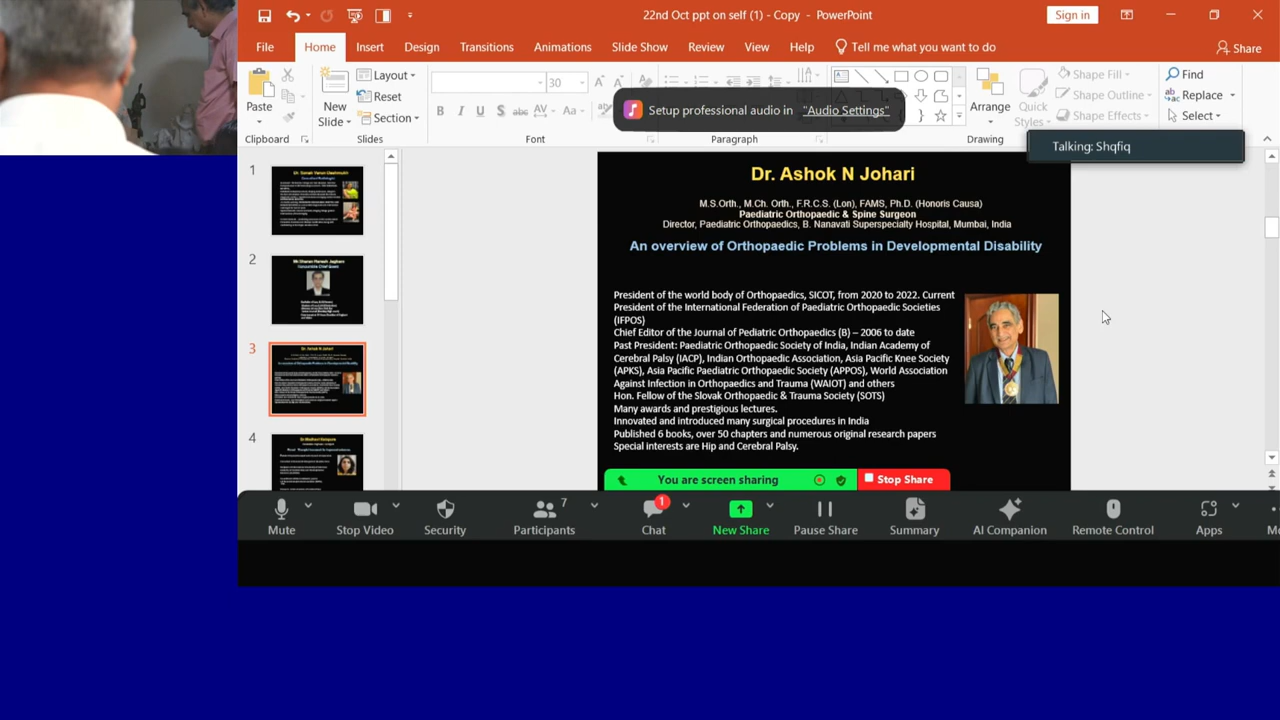 22nd Oct ppt on self (1) - Copy - PowerPoint
Sign in
File Home Insert Design Transitions Animations Slide Show Review View Help Tell me what you want to do Share
Paste
Clipboard
New Slide
Layout
Reset
Section
Slides
30
Font
Paragraph
Arrange
Quick Styles
Shape Fill
Shape Outline
Shape Effects
Drawing
Find
Replace
Select
Setup professional audio in "Audio Settings"
Talking: Shqfiq
1
2
3
4
Dr. Ashok N Johari
M.S.Orth., M.Ch. Orth., F.R.C.S. (Lon), FAMS, Ph.D. (Honoris Causa)
Paediatric Orthopaedic & Spine Surgeon
Director, Paediatric Orthopaedics, B. Nanavati Superspecialty Hospital, Mumbai, India
An overview of Orthopaedic Problems in Developmental Disability
President of the world body of Orthopaedics, SICOT, from 2020 to 2022. Current
President of the International Federation of Paediatric Orthopaedic Societies
(IFPOS)
Chief Editor of the Journal of Pediatric Orthopaedics (B) – 2006 to date
Past President: Paediatric Orthopaedic Society of India, Indian Academy of
Cerebral Palsy (IACP), Indian Orthopaedic Association, Asia Pacific Knee Society
(APKS), Asia Pacific Paediatric Orthopaedic Society (APPOS), World Association
Against Infection in Orthopaedics and Trauma (WAIOT) and others
Hon. Fellow of the Slovak Orthopaedic & Trauma Society (SOTS)
Many awards and prestigious lectures.
Innovated and introduced many surgical procedures in India
Published 6 books, over 50 chapters and numerous original research papers
Special interests are Hip and Cerebral Palsy.
You are screen sharing
Stop Share
Mute
Stop Video
Security
Participants 7
Chat 1
New Share
Pause Share
Summary
AI Companion
Remote Control
Apps